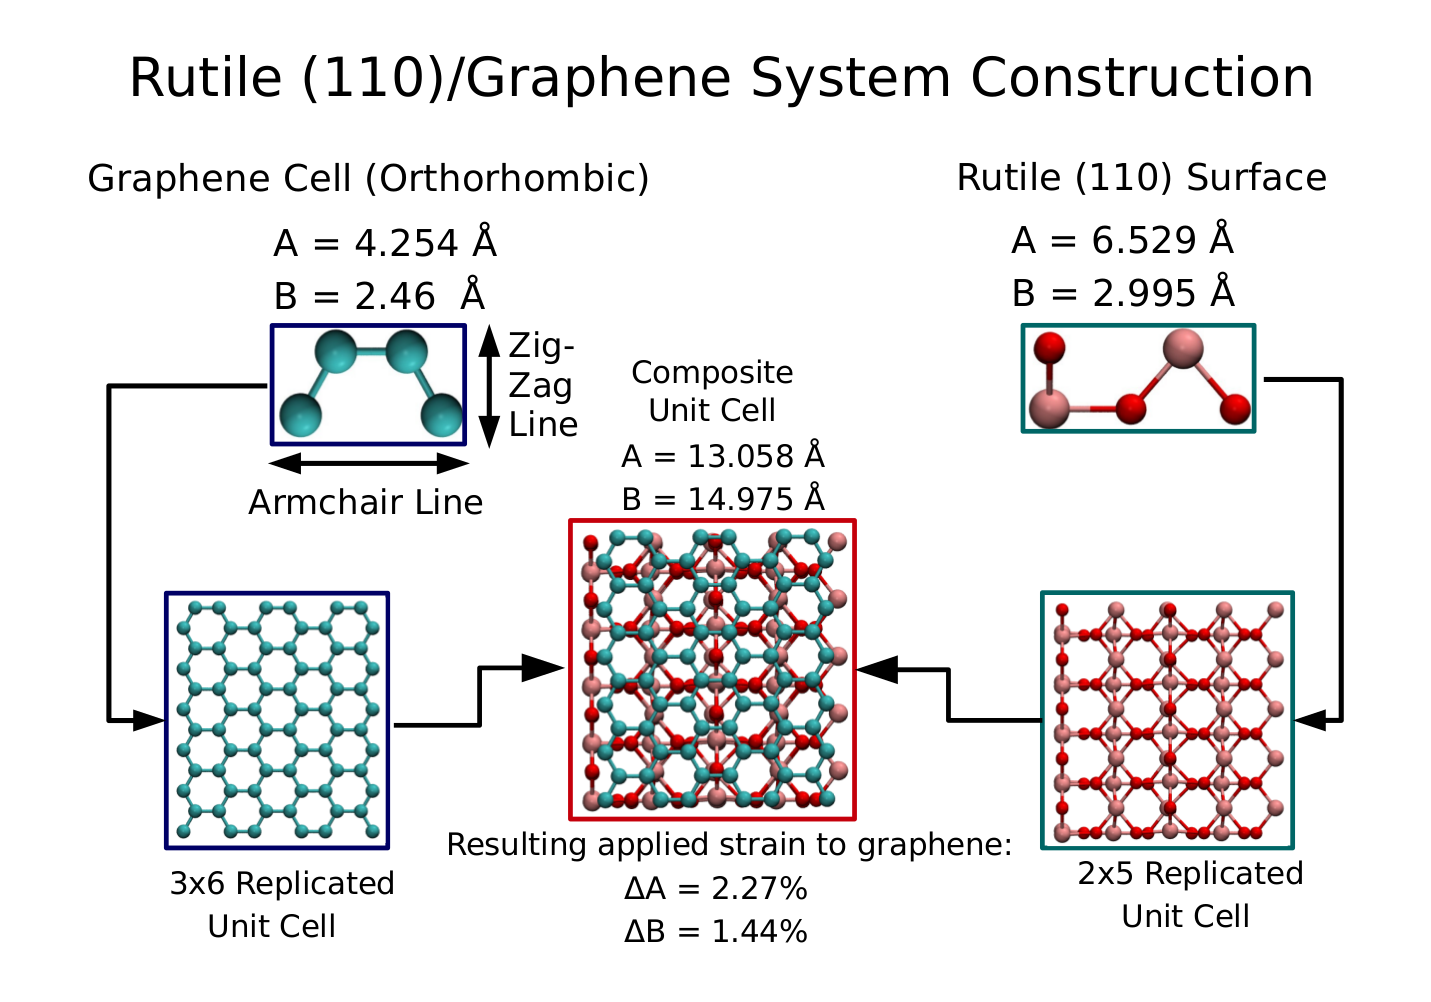 Rutile (110)/Graphene System Construction
Graphene Cell (Orthorhombic)
A = 4.254 Å
B = 2.46  Å
Zig-
Zag
Line
Armchair Line
Rutile (110) Surface
A = 6.529 Å
B = 2.995 Å
Composite
Unit Cell
A = 13.058 Å
B = 14.975 Å
3x6 Replicated
Unit Cell
Resulting applied strain to graphene:
ΔA = 2.27%
ΔB = 1.44%
2x5 Replicated
Unit Cell